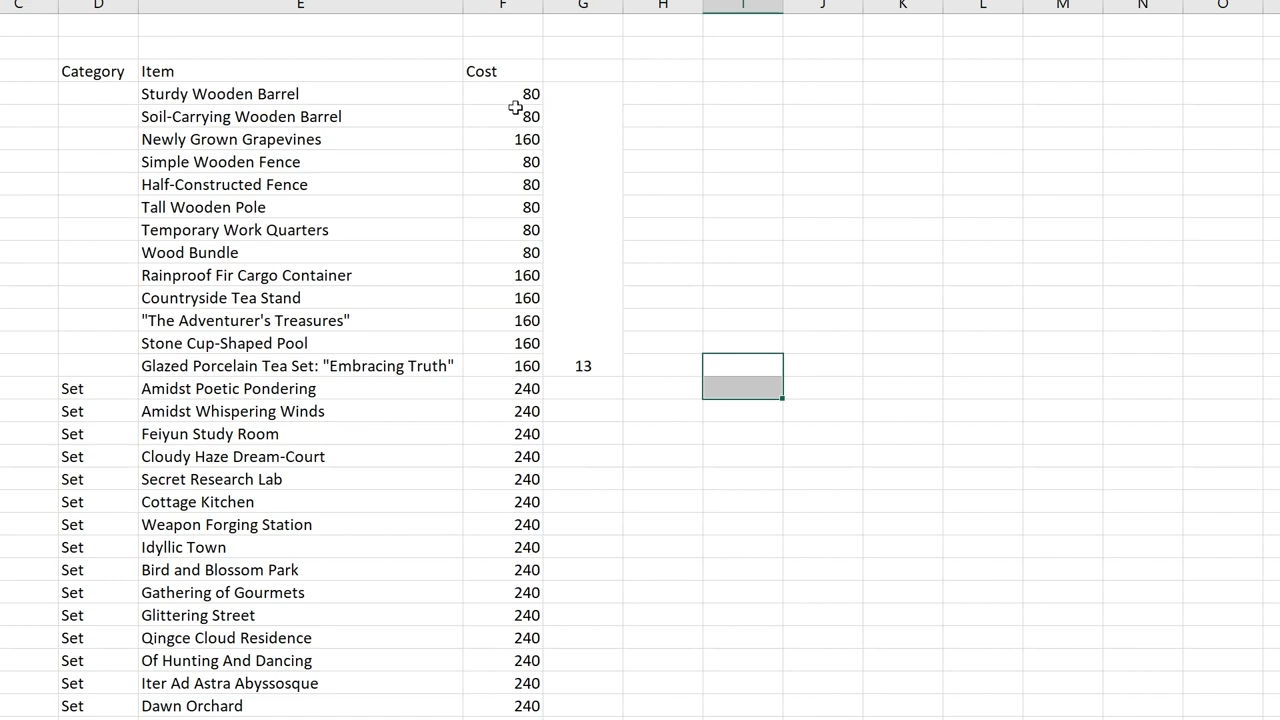 C D E F G H I J K L M N O
Category Item Cost
Sturdy Wooden Barrel 80
Soil-Carrying Wooden Barrel 80
Newly Grown Grapevines 160
Simple Wooden Fence 80
Half-Constructed Fence 80
Tall Wooden Pole 80
Temporary Work Quarters 80
Wood Bundle 80
Rainproof Fir Cargo Container 160
Countryside Tea Stand 160
"The Adventurer's Treasures" 160
Stone Cup-Shaped Pool 160
Glazed Porcelain Tea Set: "Embracing Truth" 160 13
Set Amidst Poetic Pondering 240
Set Amidst Whispering Winds 240
Set Feiyun Study Room 240
Set Cloudy Haze Dream-Court 240
Set Secret Research Lab 240
Set Cottage Kitchen 240
Set Weapon Forging Station 240
Set Idyllic Town 240
Set Bird and Blossom Park 240
Set Gathering of Gourmets 240
Set Glittering Street 240
Set Qingce Cloud Residence 240
Set Of Hunting And Dancing 240
Set Iter Ad Astra Abyssosque 240
Set Dawn Orchard 240